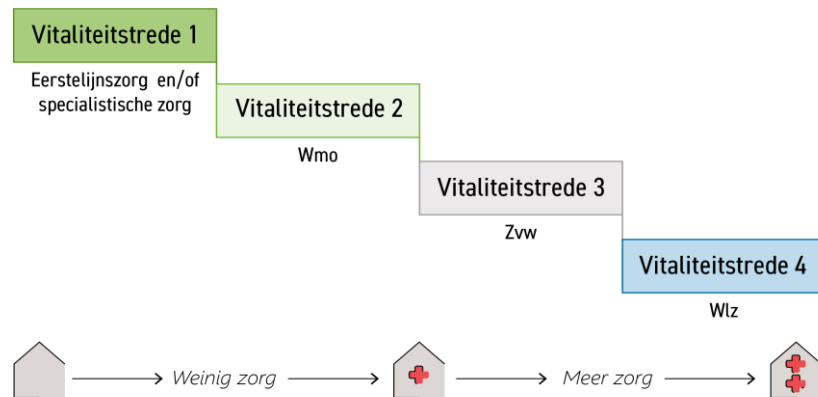 Vitaliteitstrede 1
Eerstelijnszorg en/of
specialistische zorg
Vitaliteitstrede 2
Wmo
Vitaliteitstrede 3
Zvw
Vitaliteitstrede 4
Wlz
Weinig zorg
Meer zorg